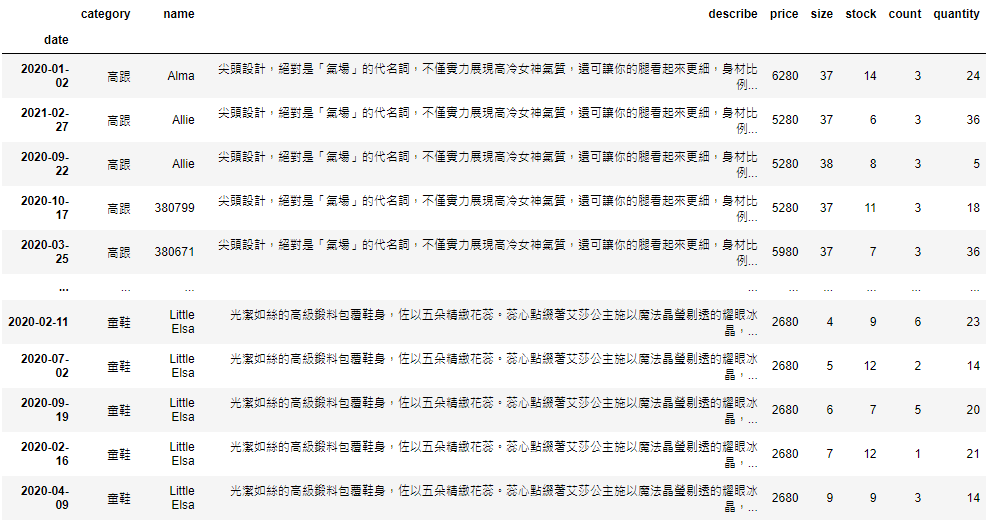 category name describe price size stock count quantity
date
2020-01-
02 高跟 Alma 尖頭設計，絕對是「氣場」的代名詞，不僅實力展現高冷女神氣質，還可讓你的腿看起來更細，身材比
例... 6280 37 14 3 24
2021-02-
27 高跟 Allie 尖頭設計，絕對是「氣場」的代名詞，不僅實力展現高冷女神氣質，還可讓你的腿看起來更細，身材比
例... 5280 37 6 3 36
2020-09-
22 高跟 Allie 尖頭設計，絕對是「氣場」的代名詞，不僅實力展現高冷女神氣質，還可讓你的腿看起來更細，身材比
例... 5280 38 8 3 5
2020-10-
17 高跟 380799 尖頭設計，絕對是「氣場」的代名詞，不僅實力展現高冷女神氣質，還可讓你的腿看起來更細，身材比
例... 5280 37 11 3 18
2020-03-
25 高跟 380671 尖頭設計，絕對是「氣場」的代名詞，不僅實力展現高冷女神氣質，還可讓你的腿看起來更細，身材比
例... 5980 37 7 3 36
... ... ... ... ... ... ... ... ...
2020-02-11 童鞋 Little
Elsa 光潔如絲的高級鍛料包覆鞋身，佐以五朵精緻花蕊。蕊心點綴著艾莎公主施以魔法晶瑩剔透的耀眼冰
晶，... 2680 4 9 6 23
2020-07-
02 童鞋 Little
Elsa 光潔如絲的高級鍛料包覆鞋身，佐以五朵精緻花蕊。蕊心點綴著艾莎公主施以魔法晶瑩剔透的耀眼冰
晶，... 2680 5 12 2 14
2020-09-
19 童鞋 Little
Elsa 光潔如絲的高級鍛料包覆鞋身，佐以五朵精緻花蕊。蕊心點綴著艾莎公主施以魔法晶瑩剔透的耀眼冰
晶，... 2680 6 7 5 20
2020-02-
16 童鞋 Little
Elsa 光潔如絲的高級鍛料包覆鞋身，佐以五朵精緻花蕊。蕊心點綴著艾莎公主施以魔法晶瑩剔透的耀眼冰
晶，... 2680 7 12 1 21
2020-04-
09 童鞋 Little
Elsa 光潔如絲的高級鍛料包覆鞋身，佐以五朵精緻花蕊。蕊心點綴著艾莎公主施以魔法晶瑩剔透的耀眼冰
晶，... 2680 9 9 3 14